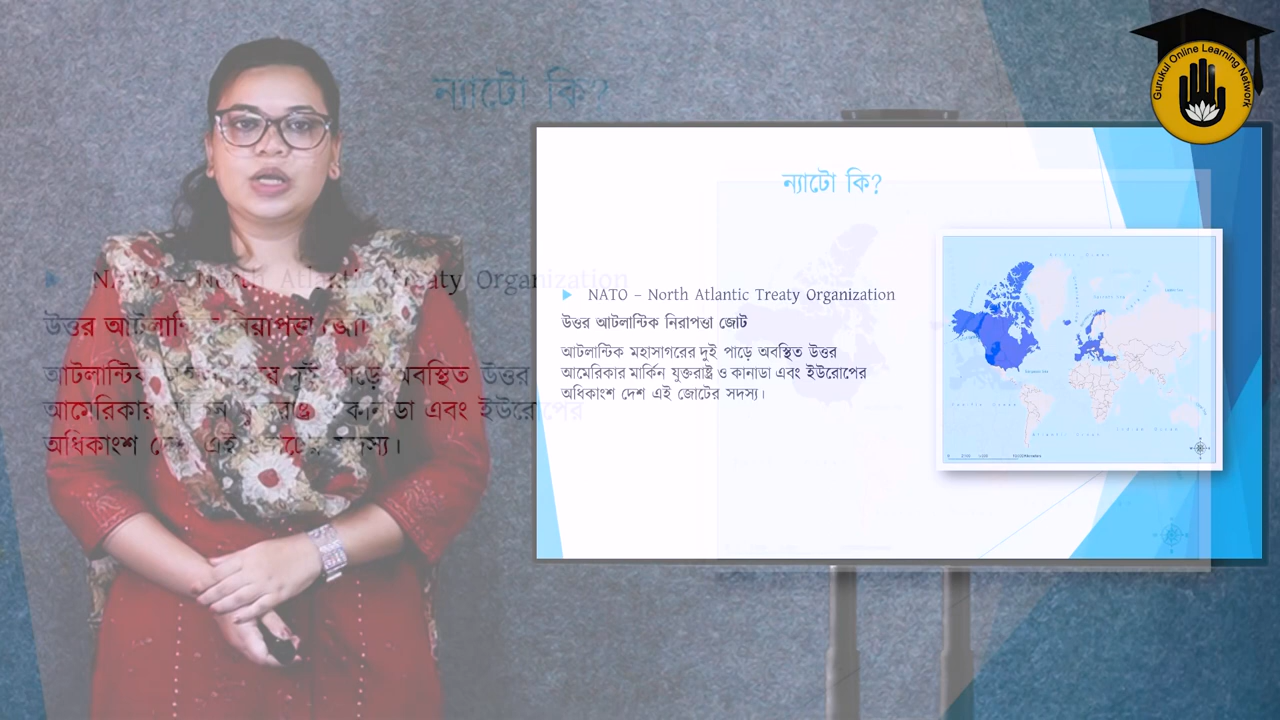 Gurukul Online Learning Network
ন্যাটো কি?
NATO – North Atlantic Treaty Organization
উত্তর আটলান্টিক নিরাপত্তা জোট
আটলান্টিক মহাসাগরের দুই পাড়ে অবস্থিত উত্তর
আমেরিকার মার্কিন যুক্তরাষ্ট্র ও কানাডা এবং ইউরোপের
অধিকাংশ দেশ এই জোটের সদস্য।